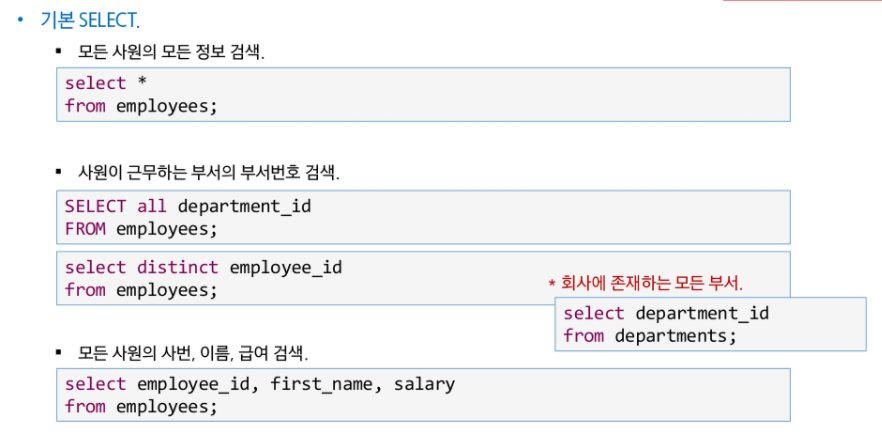 • 기본 SELECT.
▪ 모든 사원의 모든 정보 검색.
select *
from employees;
▪ 사원이 근무하는 부서의 부서번호 검색.
SELECT all department_id
FROM employees;
select distinct employee_id
from employees;
* 회사에 존재하는 모든 부서.
select department_id
from departments;
▪ 모든 사원의 사번, 이름, 급여 검색.
select employee_id, first_name, salary
from employees;